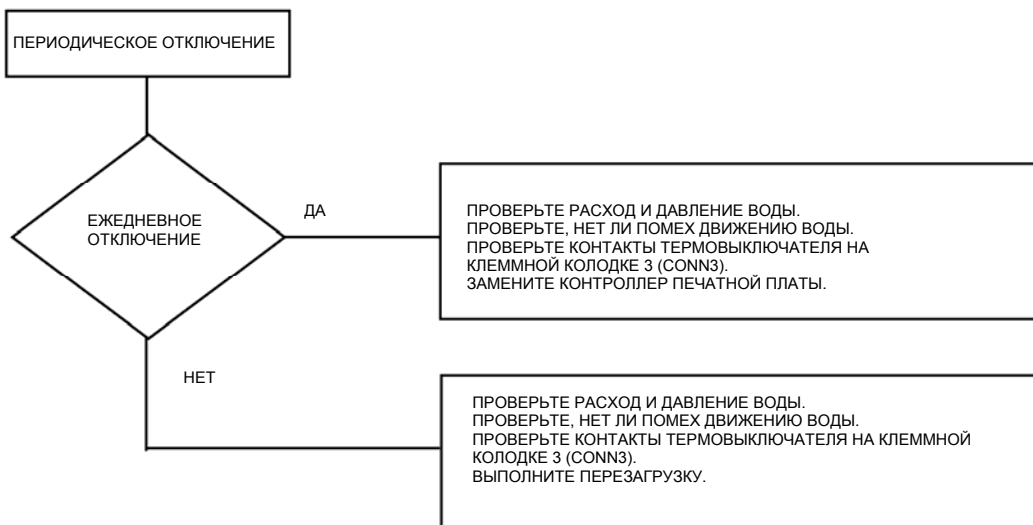 ПЕРИОДИЧЕСКОЕ ОТКЛЮЧЕНИЕ
ЕЖЕДНЕВНОЕ
ОТКЛЮЧЕНИЕ
ДА
ПРОВЕРЬТЕ РАСХОД И ДАВЛЕНИЕ ВОДЫ.
ПРОВЕРЬТЕ, НЕТ ЛИ ПОМЕХ ДВИЖЕНИЮ ВОДЫ.
ПРОВЕРЬТЕ КОНТАКТЫ ТЕРМОВЫКЛЮЧАТЕЛЯ НА
КЛЕММНОЙ КОЛОДКЕ 3 (CONN3).
ЗАМЕНИТЕ КОНТРОЛЛЕР ПЕЧАТНОЙ ПЛАТЫ.
НЕТ
ПРОВЕРЬТЕ РАСХОД И ДАВЛЕНИЕ ВОДЫ.
ПРОВЕРЬТЕ, НЕТ ЛИ ПОМЕХ ДВИЖЕНИЮ ВОДЫ.
ПРОВЕРЬТЕ КОНТАКТЫ ТЕРМОВЫКЛЮЧАТЕЛЯ НА КЛЕММНОЙ
КОЛОДКЕ 3 (CONN3).
ВЫПОЛНИТЕ ПЕРЕЗАГРУЗКУ.